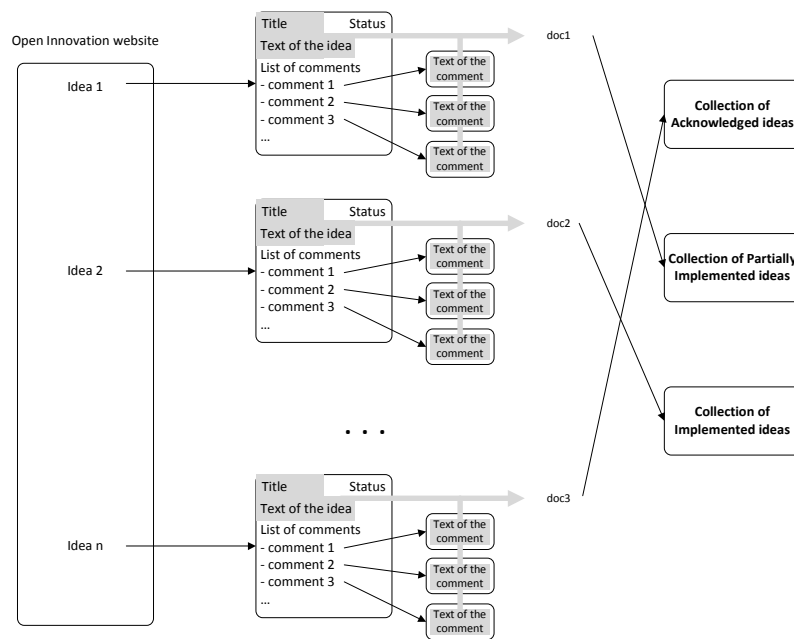 Open Innovation website
Idea 1
Title Status
Text of the idea
List of comments
- comment 1
- comment 2
- comment 3
...
Text of the
comment
Text of the
comment
Text of the
comment
doc1
Idea 2
Title Status
Text of the idea
List of comments
- comment 1
- comment 2
- comment 3
...
Text of the
comment
Text of the
comment
Text of the
comment
doc2
. . .
Idea n
Title Status
Text of the idea
List of comments
- comment 1
- comment 2
- comment 3
...
Text of the
comment
Text of the
comment
Text of the
comment
doc3
Collection of
Acknowledged ideas
Collection of Partially
Implemented ideas
Collection of
Implemented ideas